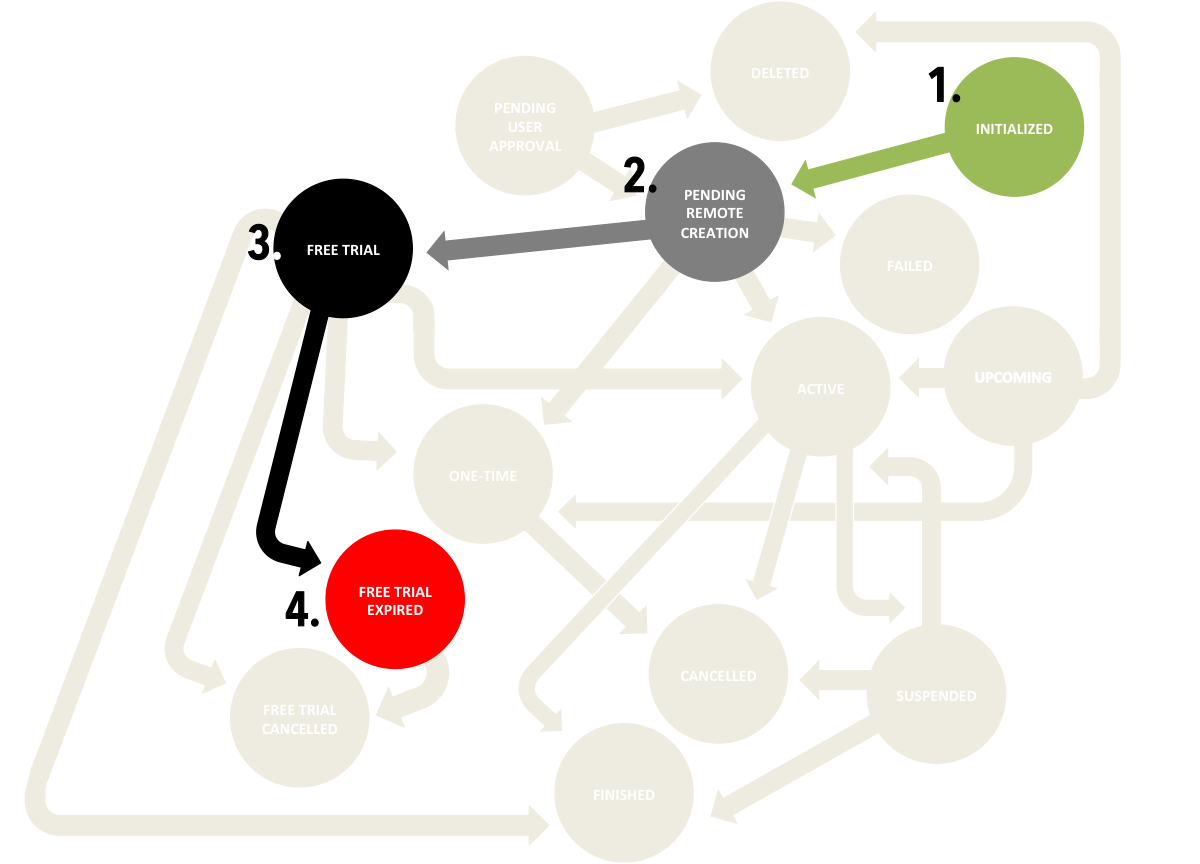 DELETED
1.
INITIALIZED
PENDING
USER
APPROVAL
2.
PENDING
REMOTE
CREATION
3.
FREE TRIAL
FAILED
ACTIVE
UPCOMING
ONE-TIME
4.
FREE TRIAL
EXPIRED
CANCELLED
SUSPENDED
FREE TRIAL
CANCELLED
FINISHED